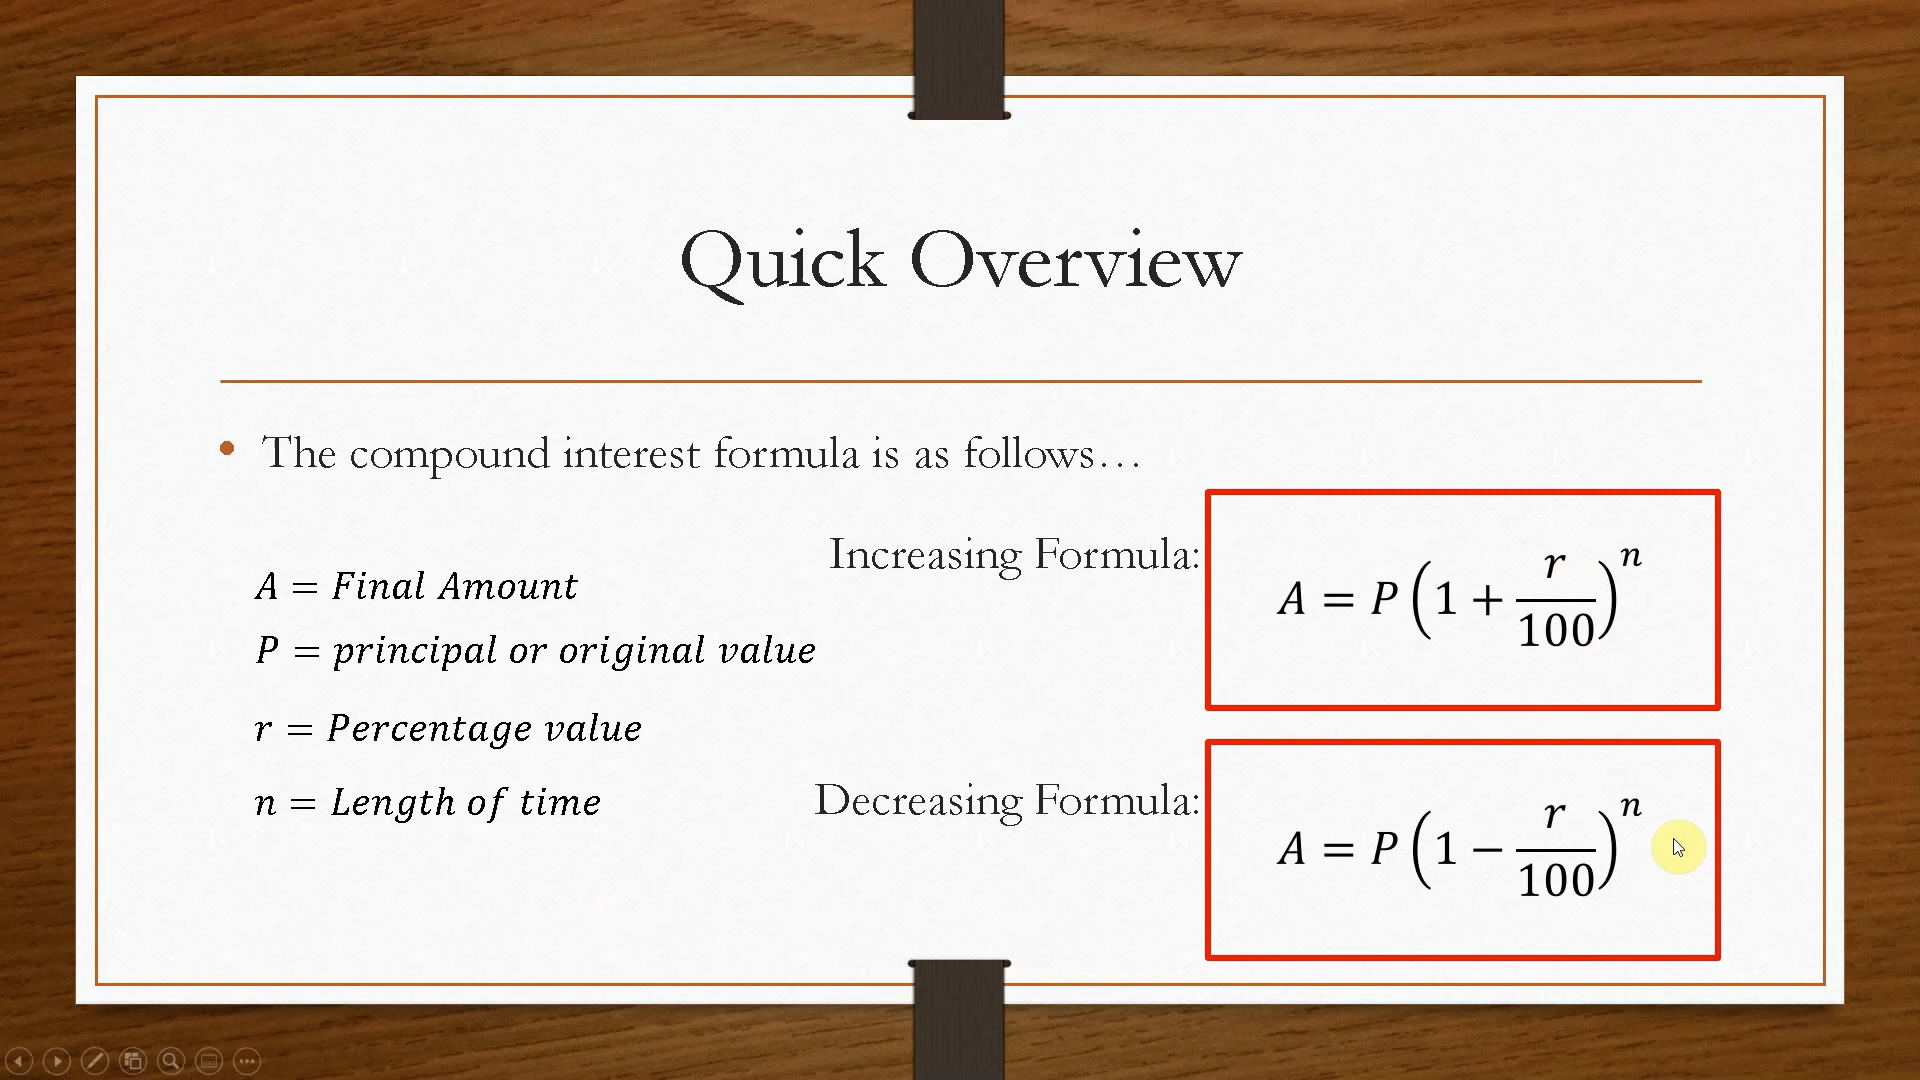 Quick Overview
• The compound interest formula is as follows…
Increasing Formula:
A = P(1 + r/100)^n
A = Final Amount
P = principal or original value
r = Percentage value
n = Length of time
Decreasing Formula:
A = P(1 − r/100)^n